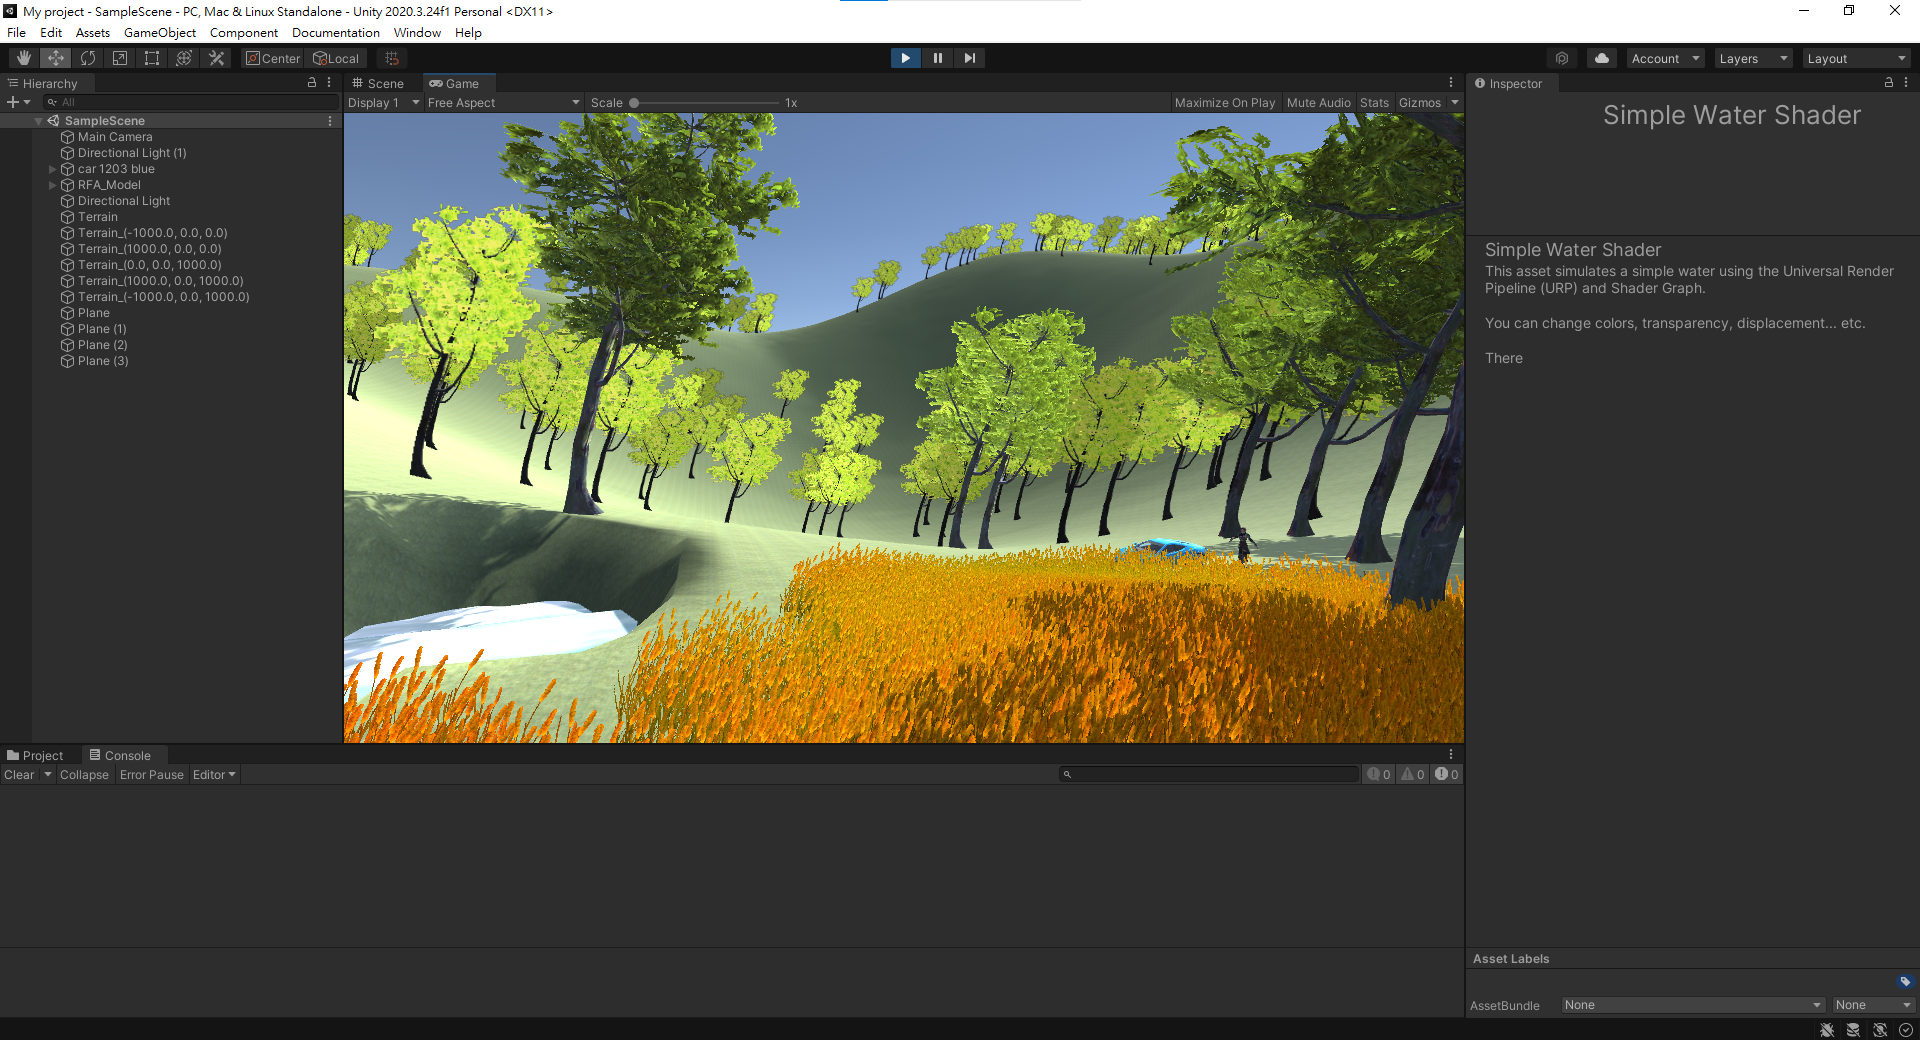 My project - SampleScene - PC, Mac & Linux Standalone - Unity 2020.3.24f1 Personal <DX11>
File Edit Assets GameObject Component Documentation Window Help
Center Local Account Layers Layout
Hierarchy
All
SampleScene
Main Camera
Directional Light (1)
car 1203 blue
RFA_Model
Directional Light
Terrain
Terrain_(-1000.0, 0.0, 0.0)
Terrain_(1000.0, 0.0, 0.0)
Terrain_(0.0, 0.0, 1000.0)
Terrain_(1000.0, 0.0, 1000.0)
Terrain_(-1000.0, 0.0, 1000.0)
Plane
Plane (1)
Plane (2)
Plane (3)
Scene Game
Display 1 Free Aspect Scale 1x Maximize On Play Mute Audio Stats Gizmos
Inspector
Simple Water Shader
Simple Water Shader
This asset simulates a simple water using the Universal Render
Pipeline (URP) and Shader Graph.
You can change colors, transparency, displacement... etc.
There
Project Console
Clear Collapse Error Pause Editor 0 0 0
Asset Labels
AssetBundle None None